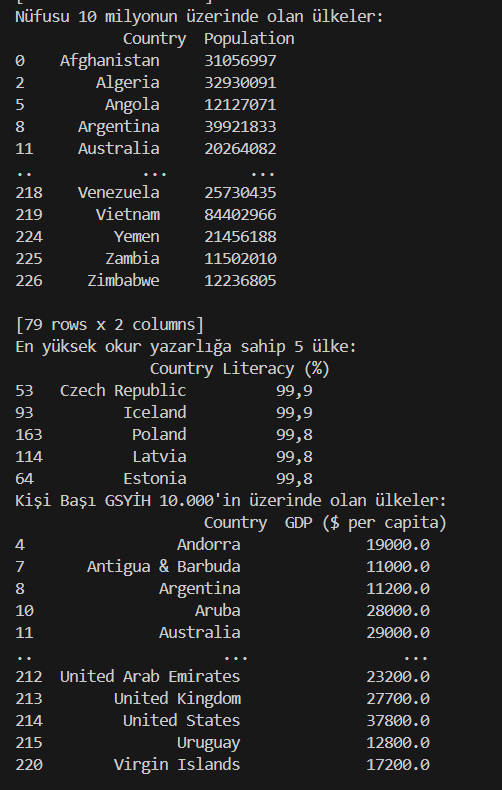 Nüfusu 10 milyonun üzerinde olan ülkeler:
Country Population
0 Afghanistan 31056997
2 Algeria 32930091
5 Angola 12127071
8 Argentina 39921833
11 Australia 20264082
.. ... ...
218 Venezuela 25730435
219 Vietnam 84402966
224 Yemen 21456188
225 Zambia 11502010
226 Zimbabwe 12236805
[79 rows x 2 columns]
En yüksek okur yazarlığa sahip 5 ülke:
Country Literacy (%)
53 Czech Republic 99,9
93 Iceland 99,9
163 Poland 99,8
114 Latvia 99,8
64 Estonia 99,8
Kişi Başı GSYİH 10.000'in üzerinde olan ülkeler:
Country GDP ($ per capita)
4 Andorra 19000.0
7 Antigua & Barbuda 11000.0
8 Argentina 11200.0
10 Aruba 28000.0
11 Australia 29000.0
.. ... ...
212 United Arab Emirates 23200.0
213 United Kingdom 27700.0
214 United States 37800.0
215 Uruguay 12800.0
220 Virgin Islands 17200.0